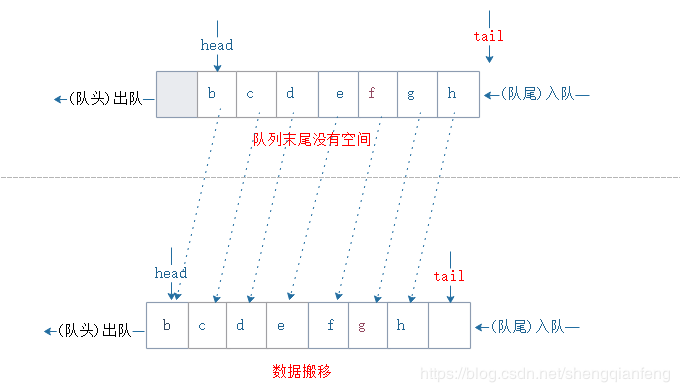 head
tail
(队头)出队
b c d e f g h
(队尾)入队
队列末尾没有空间
head
tail
(队头)出队
b c d e f g h
(队尾)入队
数据搬移
https://blog.csdn.net/shengqianfeng